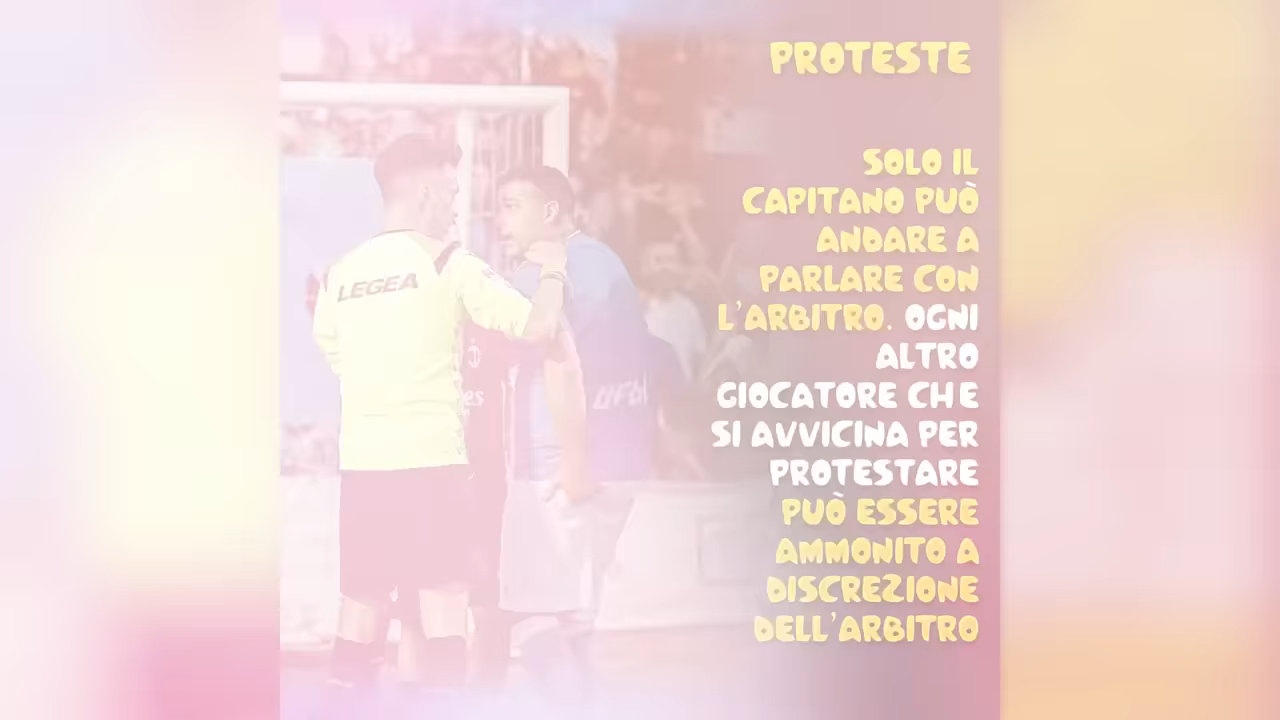 PROTESTE
SOLO IL
CAPITANO PUÒ
ANDARE A
PARLARE CON
L'ARBITRO. OGNI
ALTRO
GIOCATORE CHE
SI AVVICINA PER
PROTESTARE
PUÒ ESSERE
AMMONITO A
DISCREZIONE
DELL'ARBITRO
LEGEA